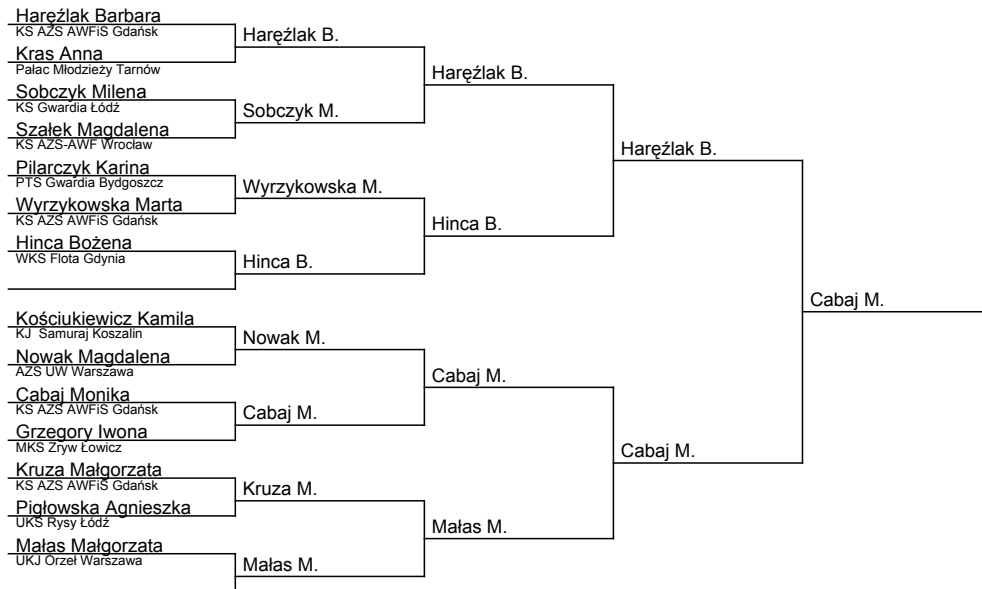 Haręźlak Barbara
KS AZS AWFiS Gdańsk
Haręźlak B.
Kras Anna
Pałac Młodzieży Tarnów
Haręźlak B.
Sobczyk Milena
KS Gwardia Łódź
Sobczyk M.
Szałek Magdalena
KS AZS-AWF Wrocław
Haręźlak B.
Pilarczyk Karina
PTS Gwardia Bydgoszcz
Wyrzykowska M.
Wyrzykowska Marta
KS AZS AWFiS Gdańsk
Hinca B.
Hinca Bożena
WKS Flota Gdynia
Hinca B.
Cabaj M.
Kościukiewicz Kamila
KJ  Samuraj Koszalin
Nowak M.
Nowak Magdalena
AZS UW Warszawa
Cabaj M.
Cabaj Monika
KS AZS AWFiS Gdańsk
Cabaj M.
Grzegory Iwona
MKS Zryw Łowicz
Cabaj M.
Kruza Małgorzata
KS AZS AWFiS Gdańsk
Kruza M.
Pigłowska Agnieszka
UKS Rysy Łódź
Małas M.
Małas Małgorzata
UKJ Orzeł Warszawa
Małas M.